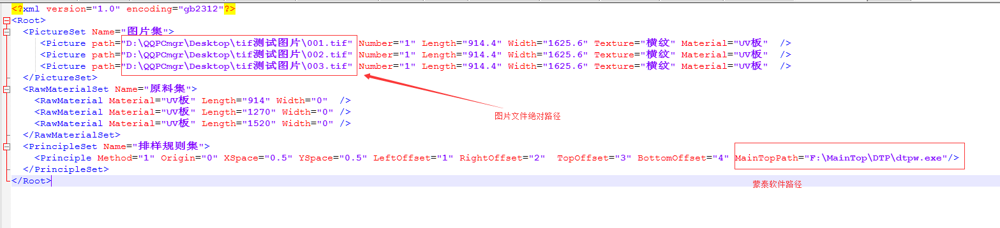 <?xml version="1.0" encoding="gb2312"?>
<Root>
<PictureSet Name="图片集">
<Picture path="D:\QQPCmgr\Desktop\tif测试图片\001.tif" Number="1" Length="914.4" Width="1625.6" Texture="横纹" Material="UV板" />
<Picture path="D:\QQPCmgr\Desktop\tif测试图片\002.tif" Number="1" Length="914.4" Width="1625.6" Texture="横纹" Material="UV板" />
<Picture path="D:\QQPCmgr\Desktop\tif测试图片\003.tif" Number="1" Length="914.4" Width="1625.6" Texture="横纹" Material="UV板" />
</PictureSet>
<RawMaterialSet Name="原料集">
<RawMaterial Material="UV板" Length="914" Width="0" />
<RawMaterial Material="UV板" Length="1270" Width="0" />
图片文件绝对路径
<RawMaterial Material="UV板" Length="1520" Width="0" />
</RawMaterialSet>
<PrincipleSet Name="排样规则集">
<Principle Method="1" Origin="0" XSpace="0.5" YSpace="0.5" LeftOffset="1" RightOffset="2" TopOffset="3" BottomOffset="4" MainTopPath="F:\MainTop\DTP\dtpw.exe"/>
</PrincipleSet>
</Root>
蒙泰软件路径